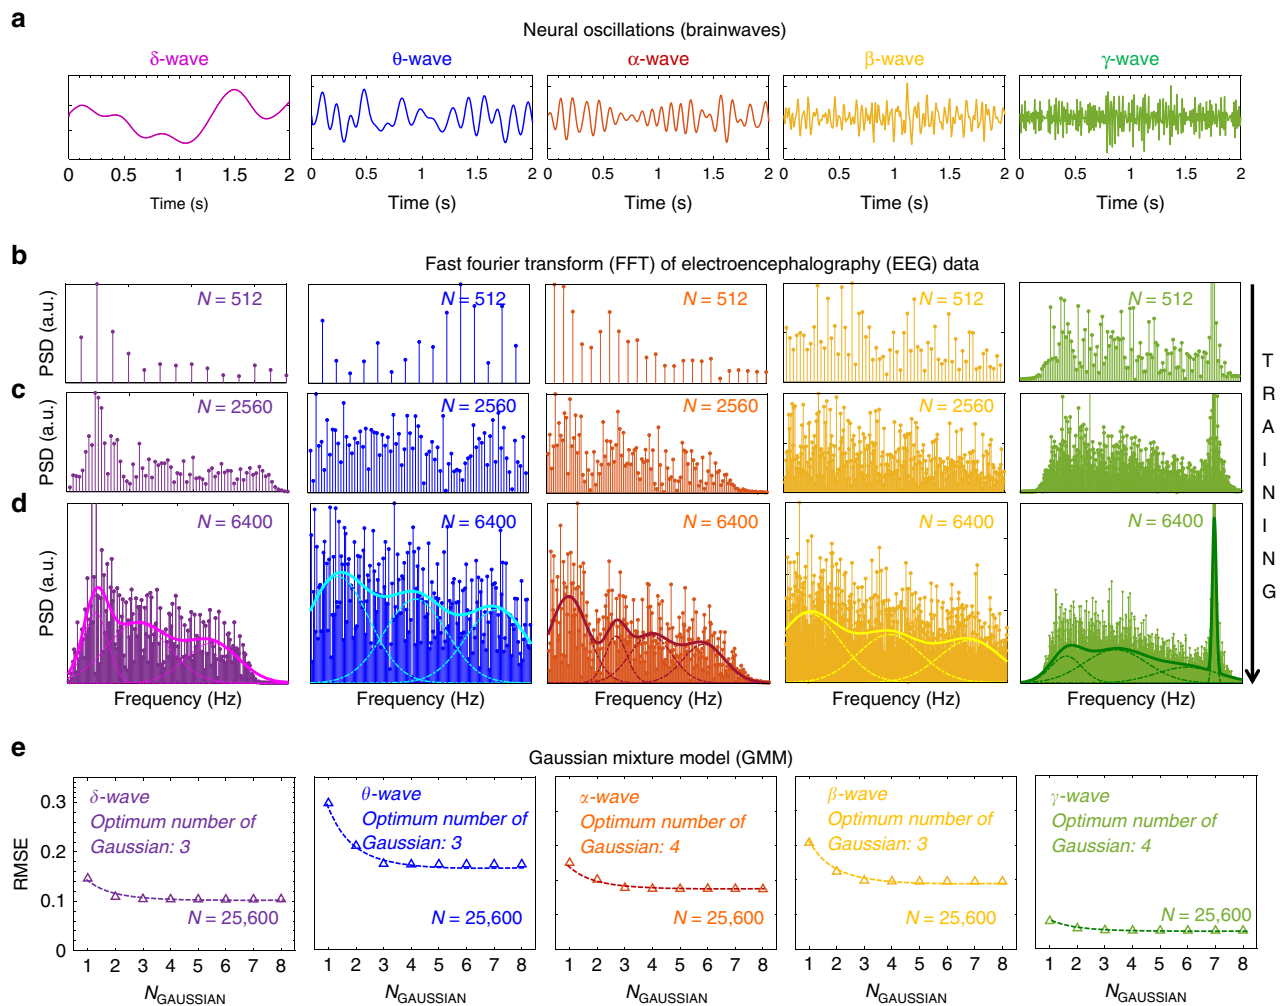 a
Neural oscillations (brainwaves)
δ-wave
θ-wave
α-wave
β-wave
γ-wave
0 0.5 1 1.5 2
0 0.5 1 1.5 2
0 0.5 1 1.5 2
0 0.5 1 1.5 2
0 0.5 1 1.5 2
Time (s)
Time (s)
Time (s)
Time (s)
Time (s)
b
Fast fourier transform (FFT) of electroencephalography (EEG) data
PSD (a.u.)
N = 512
N = 512
N = 512
N = 512
N = 512
c
PSD (a.u.)
N = 2560
N = 2560
N = 2560
N = 2560
N = 2560
d
PSD (a.u.)
N = 6400
N = 6400
N = 6400
N = 6400
N = 6400
Frequency (Hz)
Frequency (Hz)
Frequency (Hz)
Frequency (Hz)
Frequency (Hz)
TRAINING
e
Gaussian mixture model (GMM)
RMSE
0.3
0.2
0.1
0
δ-wave
Optimum number of
Gaussian: 3
N = 25,600
1 2 3 4 5 6 7 8
N_GAUSSIAN
θ-wave
Optimum number of
Gaussian: 3
N = 25,600
1 2 3 4 5 6 7 8
N_GAUSSIAN
α-wave
Optimum number of
Gaussian: 4
N = 25,600
1 2 3 4 5 6 7 8
N_GAUSSIAN
β-wave
Optimum number of
Gaussian: 3
N = 25,600
1 2 3 4 5 6 7 8
N_GAUSSIAN
γ-wave
Optimum number of
Gaussian: 4
N = 25,600
1 2 3 4 5 6 7 8
N_GAUSSIAN